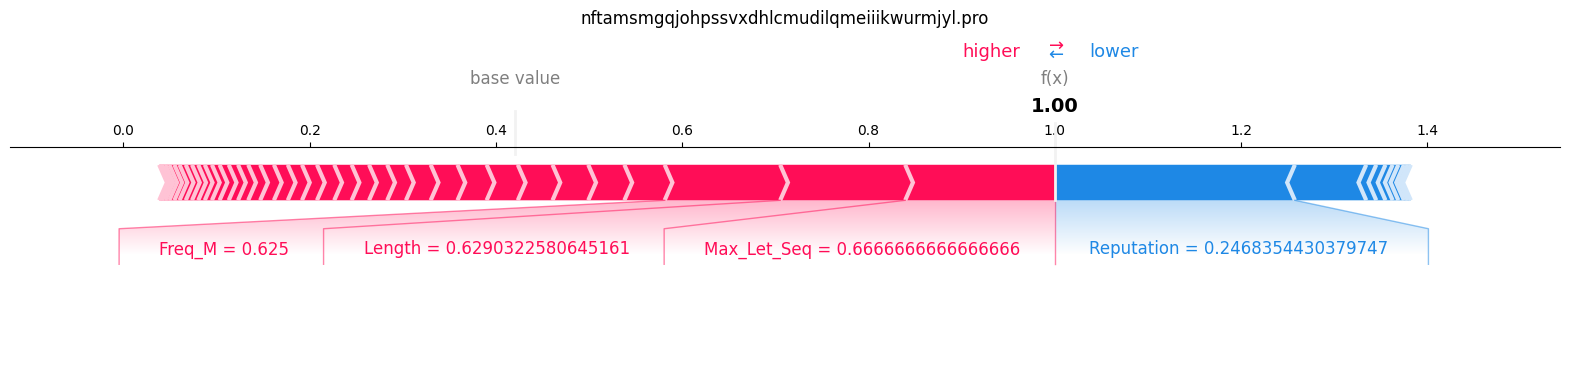 nftamsmgqjohpssvxdhlcmudilqmeiiikwurmjyl.pro
higher ⇄ lower
base value f(x)
1.00
0.0 0.2 0.4 0.6 0.8 1.0 1.2 1.4
Freq_M = 0.625 Length = 0.6290322580645161 Max_Let_Seq = 0.6666666666666666 Reputation = 0.2468354430379747